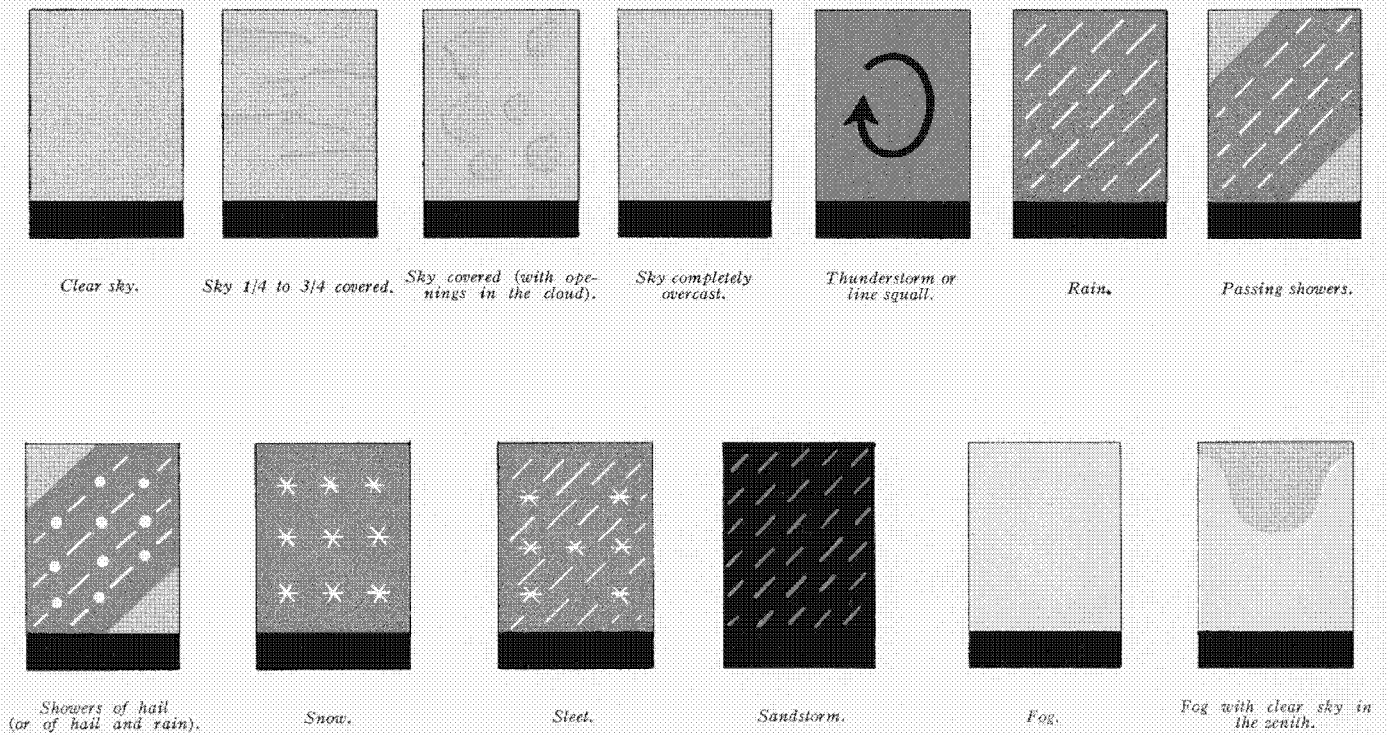 Clear sky.
Sky 1/4 to 3/4 covered.
Sky covered (with ope-
nings in the cloud).
Sky completely
overcast.
Thunderstorm or
line squall.
Rain.
Passing showers.
Showers of hail
(or of hail and rain).
Snow.
Sleet.
Sandstorm.
Fog.
Fog with clear sky in
the zenith.